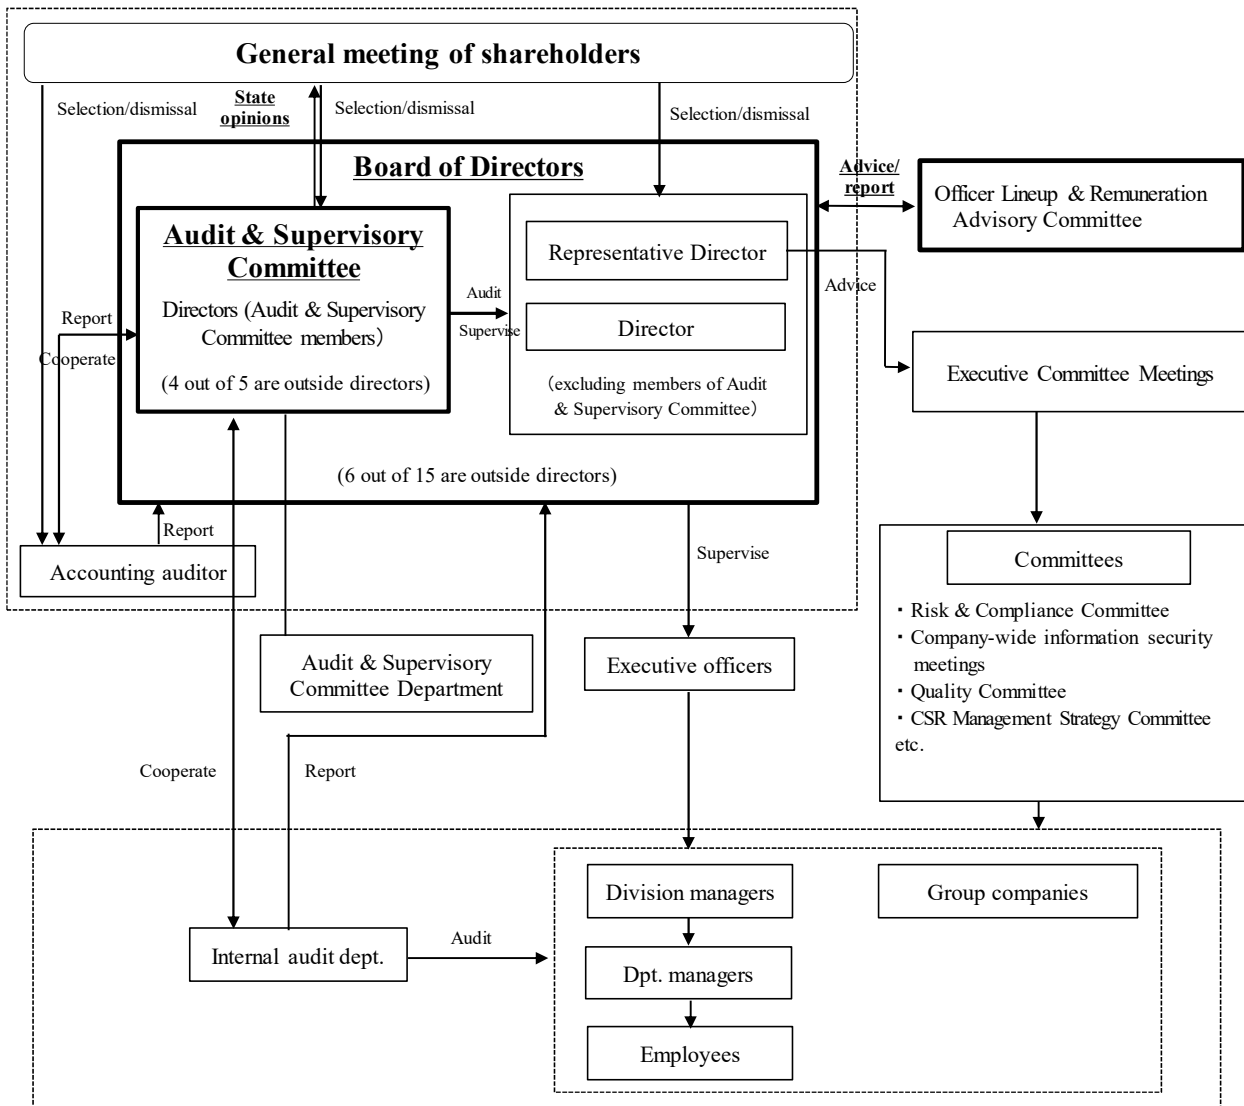 General meeting of shareholders
Selection/dismissal
State
opinions
Selection/dismissal
Selection/dismissal
Board of Directors
Advice/
report
Officer Lineup & Remuneration
Advisory Committee
Audit & Supervisory
Committee
Directors (Audit & Supervisory
Committee members)
(4 out of 5 are outside directors)
Audit
Supervise
Representative Director
Director
(excluding members of Audit
& Supervisory Committee)
Advice
Report
Cooperate
Executive Committee Meetings
(6 out of 15 are outside directors)
Report
Accounting auditor
Supervise
Committees
・Risk & Compliance Committee
・Company-wide information security
meetings
・Quality Committee
・CSR Management Strategy Committee
etc.
Audit & Supervisory
Committee Department
Executive officers
Cooperate
Report
Division managers
Group companies
Internal audit dept.
Audit
Dpt. managers
Employees